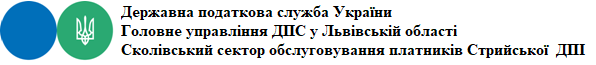 Державна податкова служба України
Головне управління ДПС у Львівській області
Сколівський сектор обслуговування платників Стрийської ДПІ